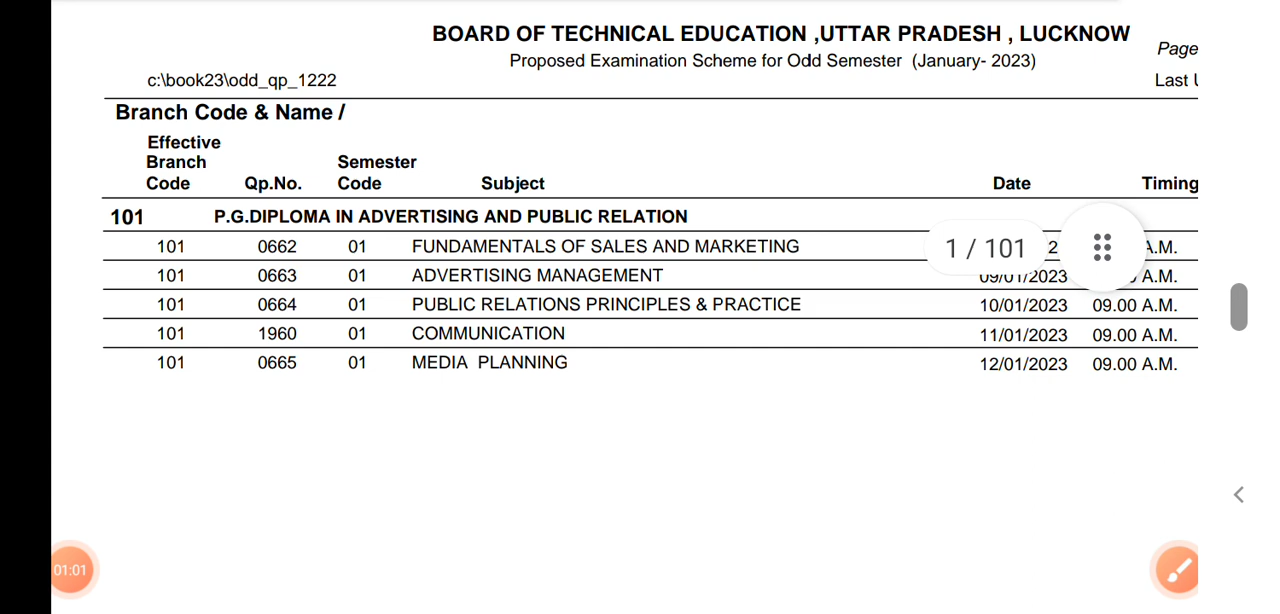 BOARD OF TECHNICAL EDUCATION ,UTTAR PRADESH , LUCKNOW
Page
Proposed Examination Scheme for Odd Semester (January- 2023)
c:\book23\odd_qp_1222
Last
Branch Code & Name /
Effective Branch Code Qp.No. Semester Code Subject Date Timing
101 P.G.DIPLOMA IN ADVERTISING AND PUBLIC RELATION
101 0662 01 FUNDAMENTALS OF SALES AND MARKETING A.M.
1 / 101
101 0663 01 ADVERTISING MANAGEMENT 09/01/2023 A.M.
101 0664 01 PUBLIC RELATIONS PRINCIPLES & PRACTICE 10/01/2023 09.00 A.M.
101 1960 01 COMMUNICATION 11/01/2023 09.00 A.M.
101 0665 01 MEDIA PLANNING 12/01/2023 09.00 A.M.
01:01